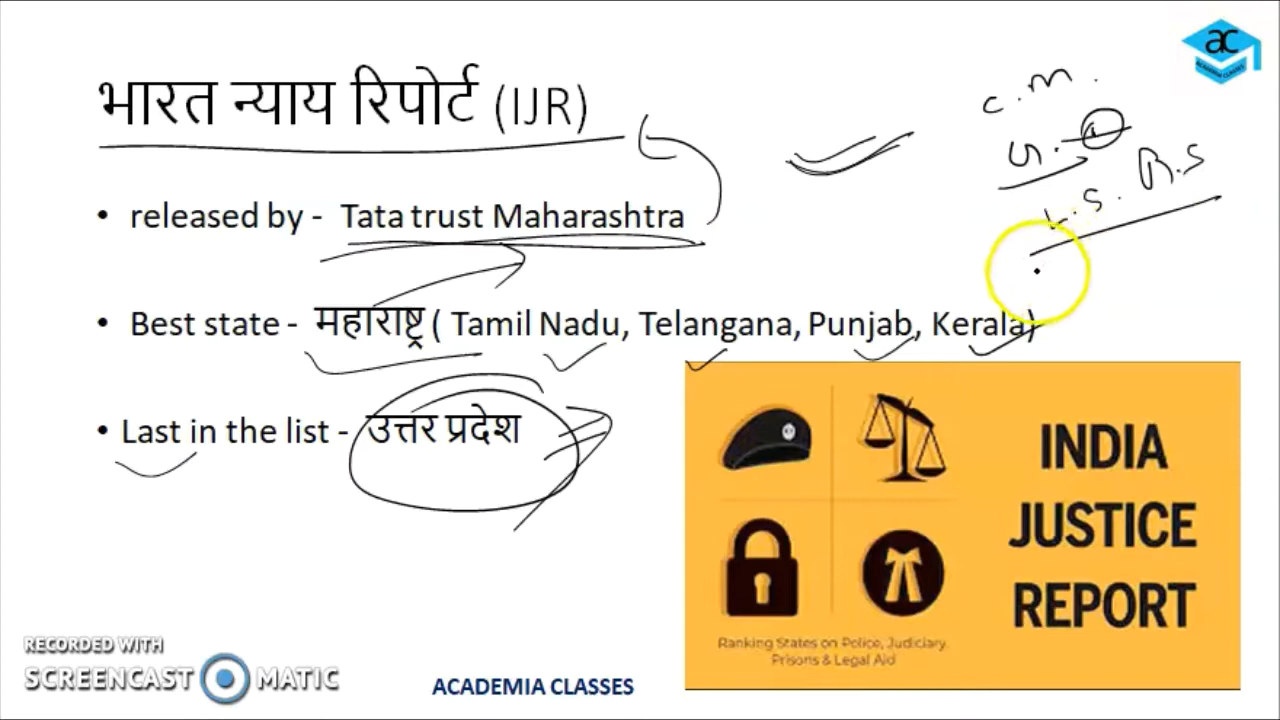 ac
ACADEMIA CLASSES
भारत न्याय रिपोर्ट (IJR)
c.m.
L.S. R.S
• released by - Tata trust Maharashtra
• Best state - महाराष्ट्र ( Tamil Nadu, Telangana, Punjab, Kerala)
• Last in the list - उत्तर प्रदेश
INDIA
JUSTICE
REPORT
Ranking States on Police, Judiciary,
Prisons & Legal Aid
RECORDED WITH
SCREENCAST MATIC
ACADEMIA CLASSES